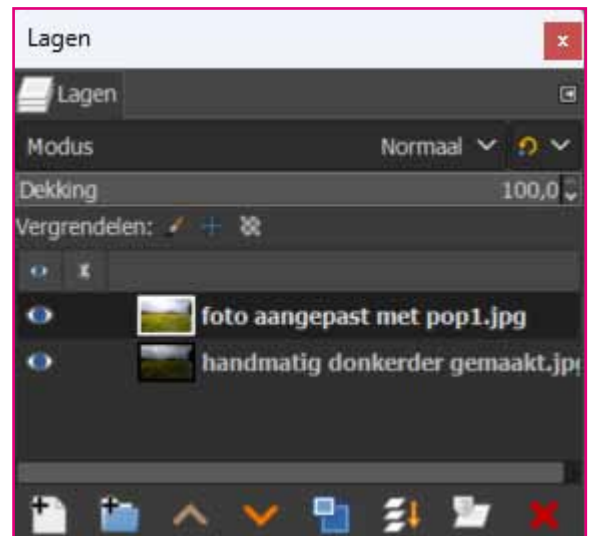 Lagen
x
Lagen
Modus Normaal
Dekking 100,0
Vergrendelen:
foto aangepast met pop1.jpg
handmatig donkerder gemaakt.jp